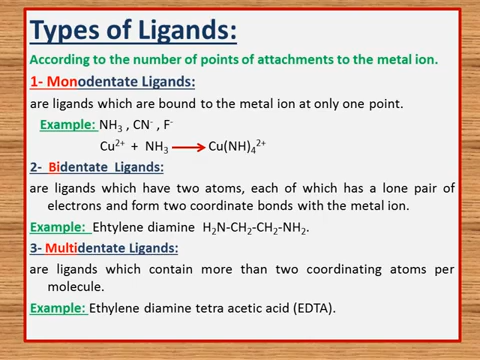 Types of Ligands:
According to the number of points of attachments to the metal ion.
1- Monodentate Ligands:
are ligands which are bound to the metal ion at only one point.
Example: NH₃ , CN⁻ , F⁻
Cu²⁺ + NH₃ ⟶ Cu(NH)₄²⁺
2- Bidentate Ligands:
are ligands which have two atoms, each of which has a lone pair of
electrons and form two coordinate bonds with the metal ion.
Example: Ehtylene diamine H₂N-CH₂-CH₂-NH₂.
3- Multidentate Ligands:
are ligands which contain more than two coordinating atoms per
molecule.
Example: Ethylene diamine tetra acetic acid (EDTA).